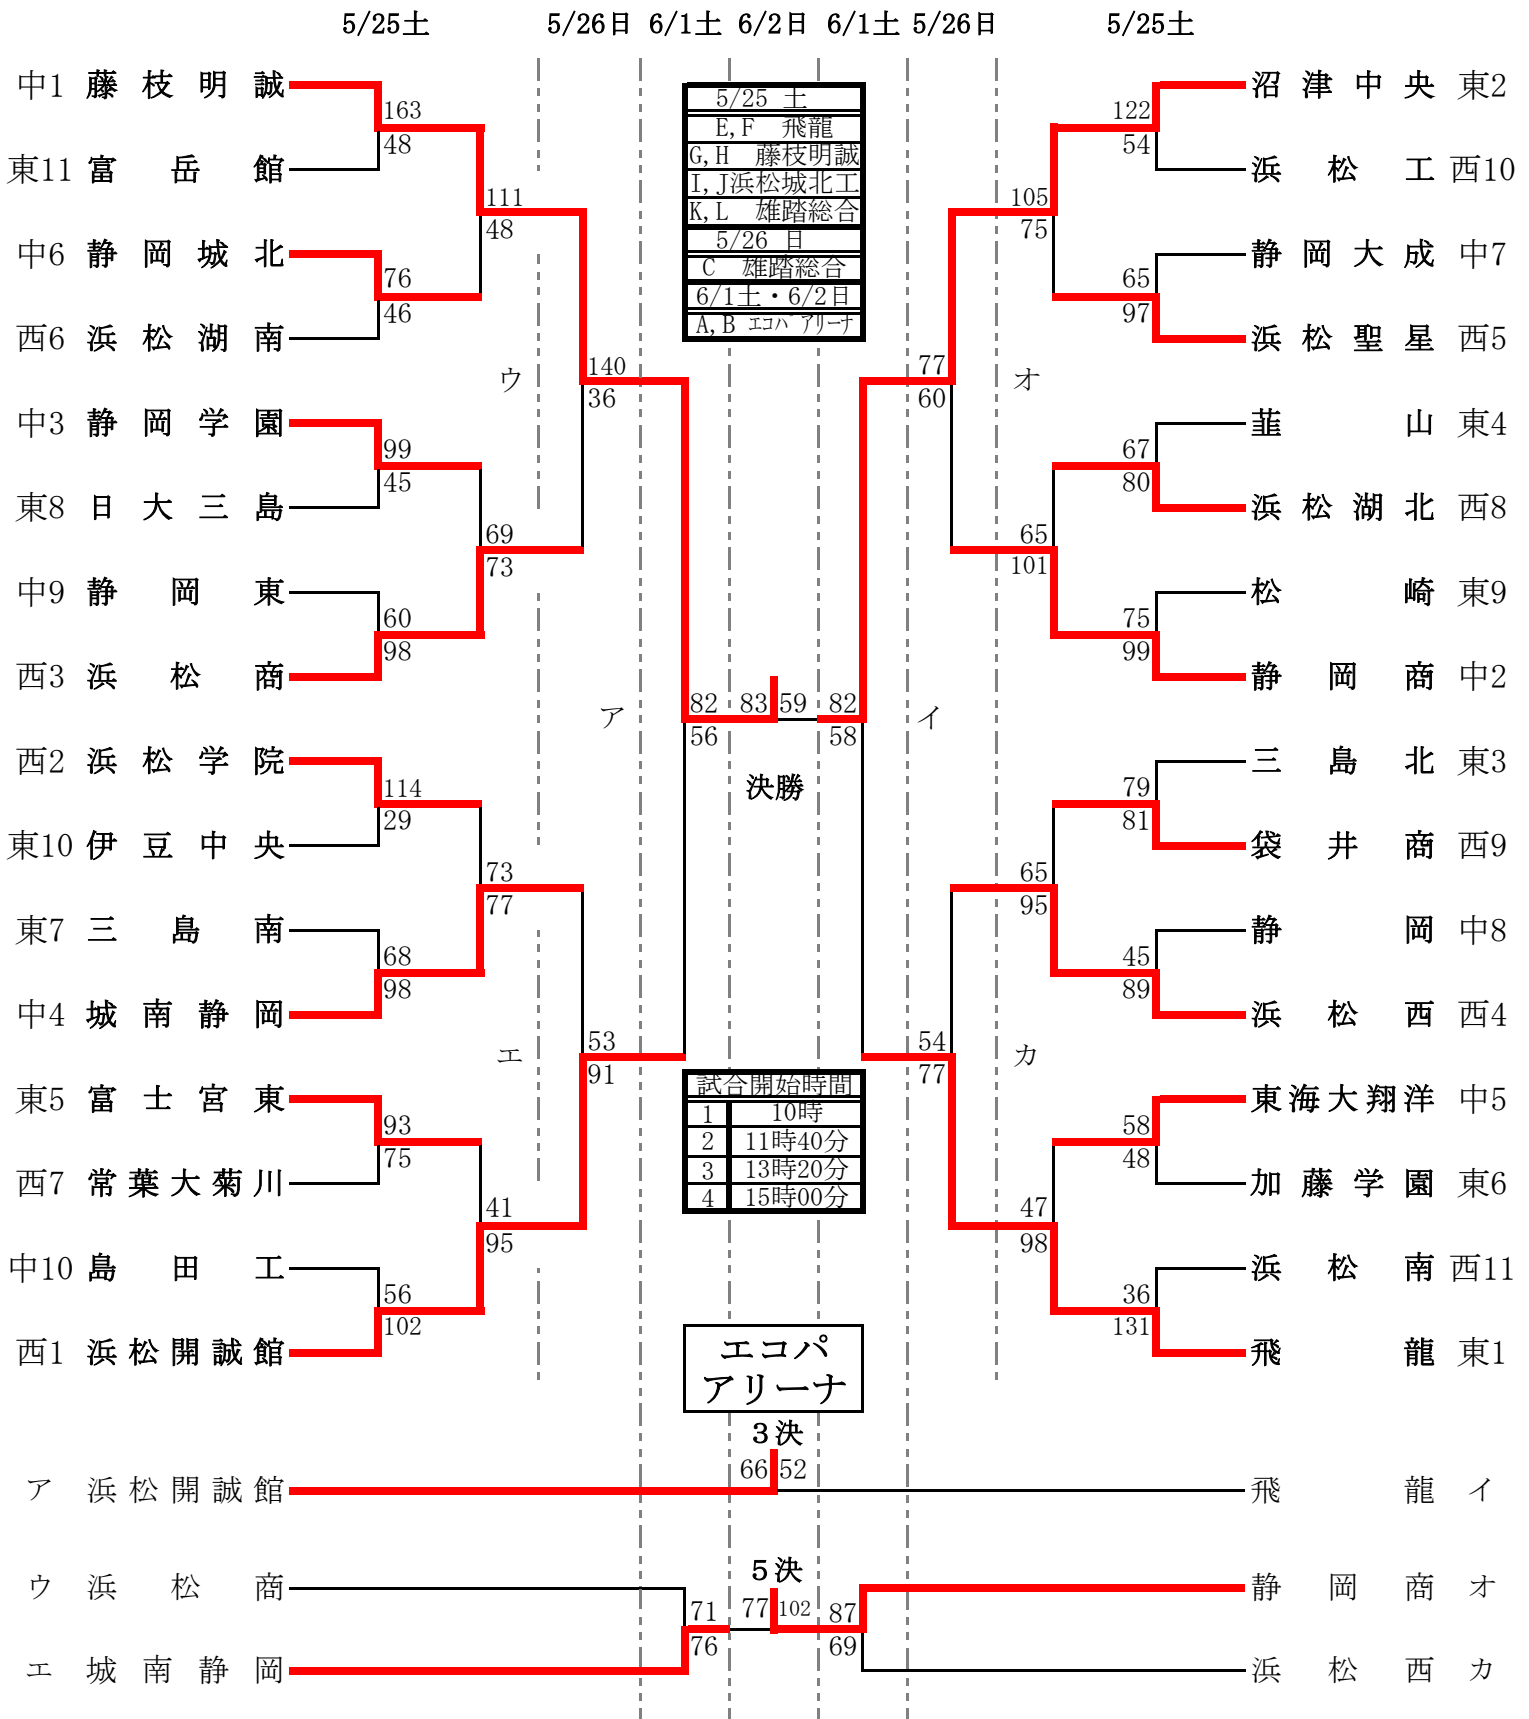 5/25土 5/26日 6/1土 6/2日 6/1土 5/26日 5/25土
中1 藤枝明誠
163
48
東11 富岳館
111
48
中6 静岡城北
76
46
西6 浜松湖南
ウ
140
36
中3 静岡学園
99
45
東8 日大三島
69
73
中9 静岡東
60
98
西3 浜松商
ア
82
56
西2 浜松学院
114
29
東10 伊豆中央
73
77
東7 三島南
68
98
中4 城南静岡
エ
53
91
東5 富士宮東
93
75
西7 常葉大菊川
41
95
中10 島田工
56
102
西1 浜松開誠館
5/25 土
E,F 飛龍
G,H 藤枝明誠
I,J浜松城北工
K,L 雄踏総合
5/26 日
C 雄踏総合
6/1土・6/2日
A,B エコパアリーナ
83 59
決勝
試合開始時間
1 10時
2 11時40分
3 13時20分
4 15時00分
エコパ
アリーナ
沼津中央 東2
122
54
浜松工 西10
105
75
静岡大成 中7
65
97
浜松聖星 西5
オ
77
60
韮山 東4
67
80
浜松湖北 西8
65
101
松崎 東9
75
99
静岡商 中2
イ
82
58
三島北 東3
79
81
袋井商 西9
65
95
静岡 中8
45
89
浜松西 西4
カ
54
77
東海大翔洋 中5
58
48
加藤学園 東6
47
98
浜松南 西11
36
131
飛龍 東1
3決
66 52
ア 浜松開誠館 飛龍 イ
5決
77 102
ウ 浜松商 静岡商 オ
71 87
76 69
エ 城南静岡 浜松西 カ